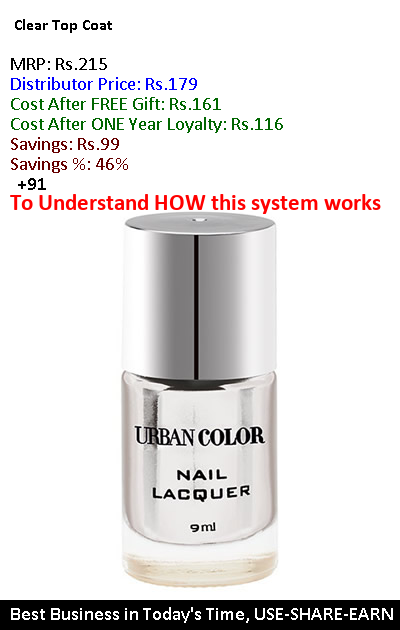 Clear Top Coat
MRP: Rs.215
Distributor Price: Rs.179
Cost After FREE Gift: Rs.161
Cost After ONE Year Loyalty: Rs.116
Savings: Rs.99
Savings %: 46%
+91
To Understand HOW this system works
URBAN COLOR
NAIL
LACQUER
9ml
Best Business in Today's Time, USE-SHARE-EARN